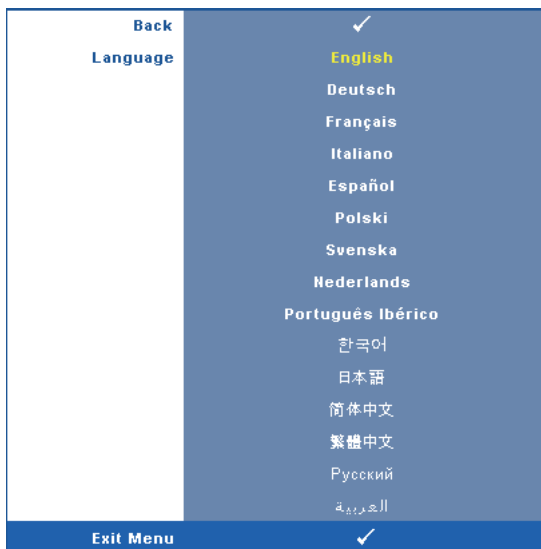 Back ✓
Language English
Deutsch
Français
Italiano
Español
Polski
Svenska
Nederlands
Português Ibérico
한국어
日本語
简体中文
繁體中文
Русский
العربية
Exit Menu ✓